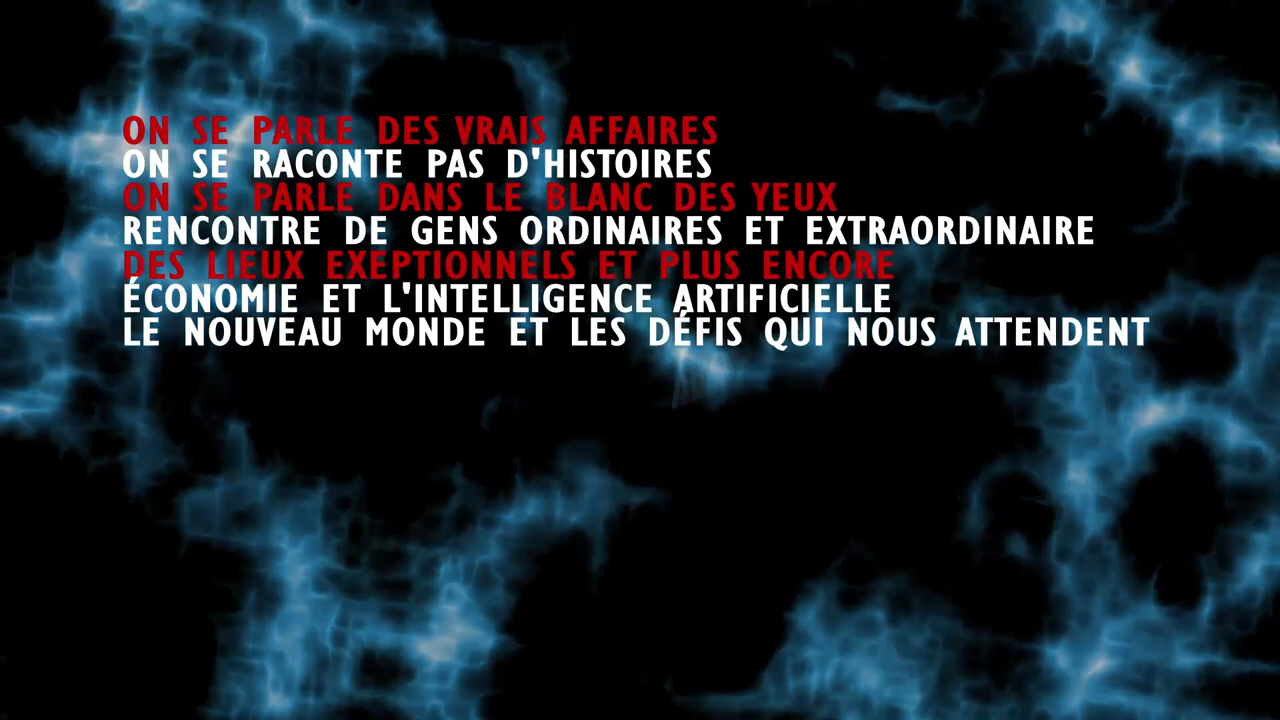 ON SE PARLE DES VRAIS AFFAIRES
ON SE RACONTE PAS D'HISTOIRES
ON SE PARLE DANS LE BLANC DES YEUX
RENCONTRE DE GENS ORDINAIRES ET EXTRAORDINAIRE
DES LIEUX EXEPTIONNELS ET PLUS ENCORE
ÉCONOMIE ET L'INTELLIGENCE ARTIFICIELLE
LE NOUVEAU MONDE ET LES DÉFIS QUI NOUS ATTENDENT